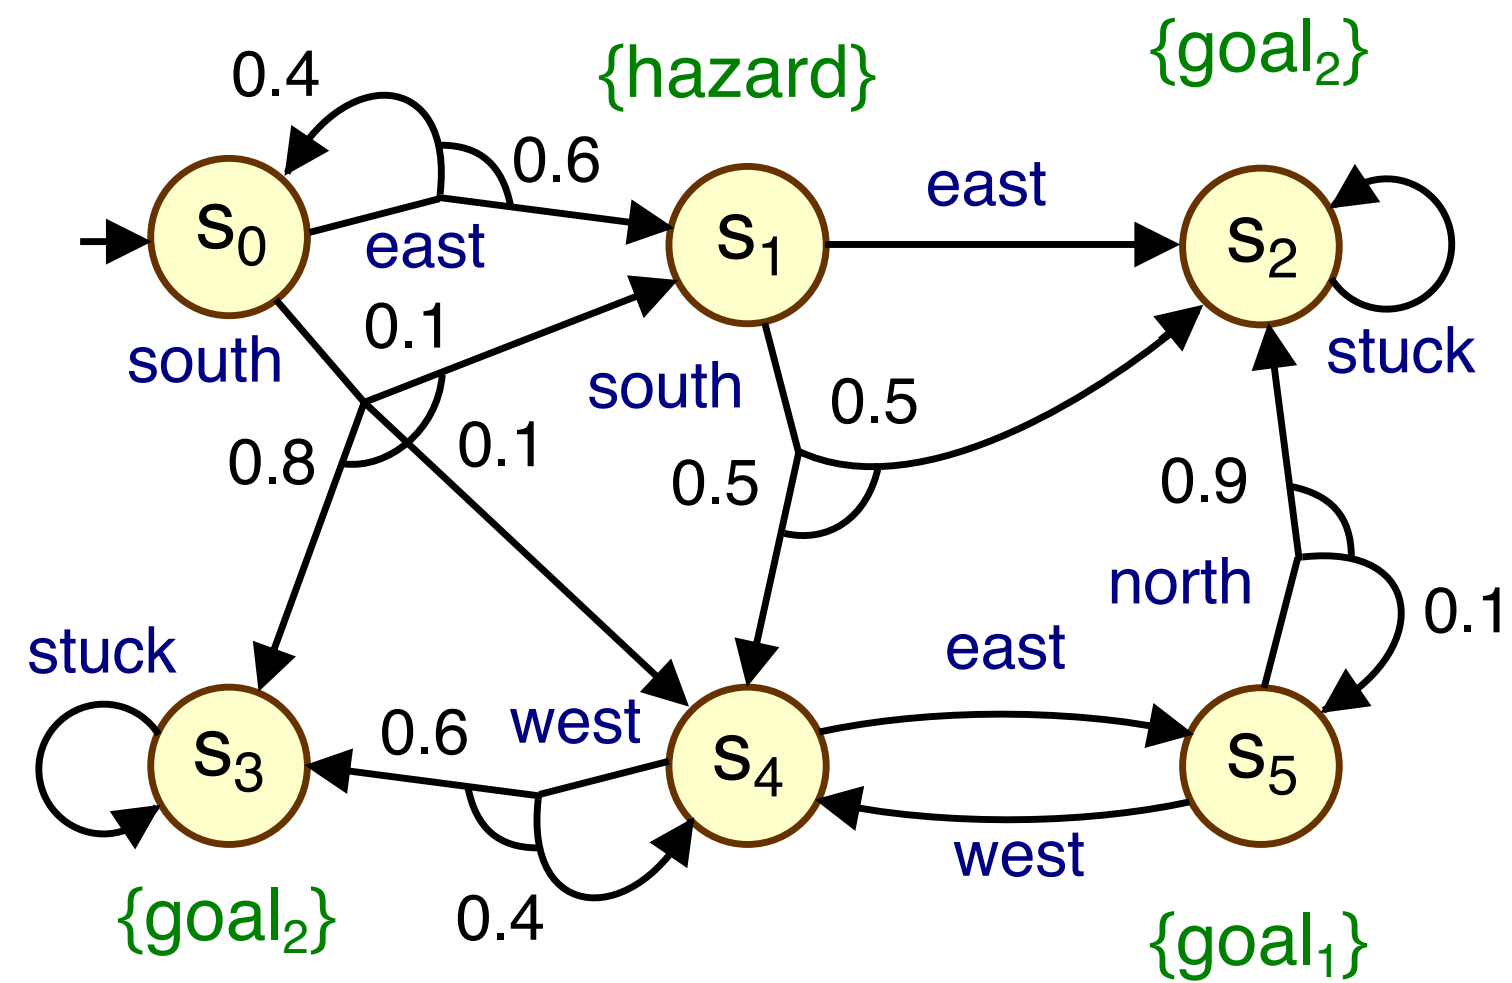 0.4
{hazard}
{goal₂}
0.6
s₀
east
s₁
east
s₂
0.1
south
south
stuck
0.5
0.8
0.1
0.5
0.9
north
0.1
stuck
east
0.6
west
s₃
s₄
s₅
west
0.4
{goal₂}
{goal₁}